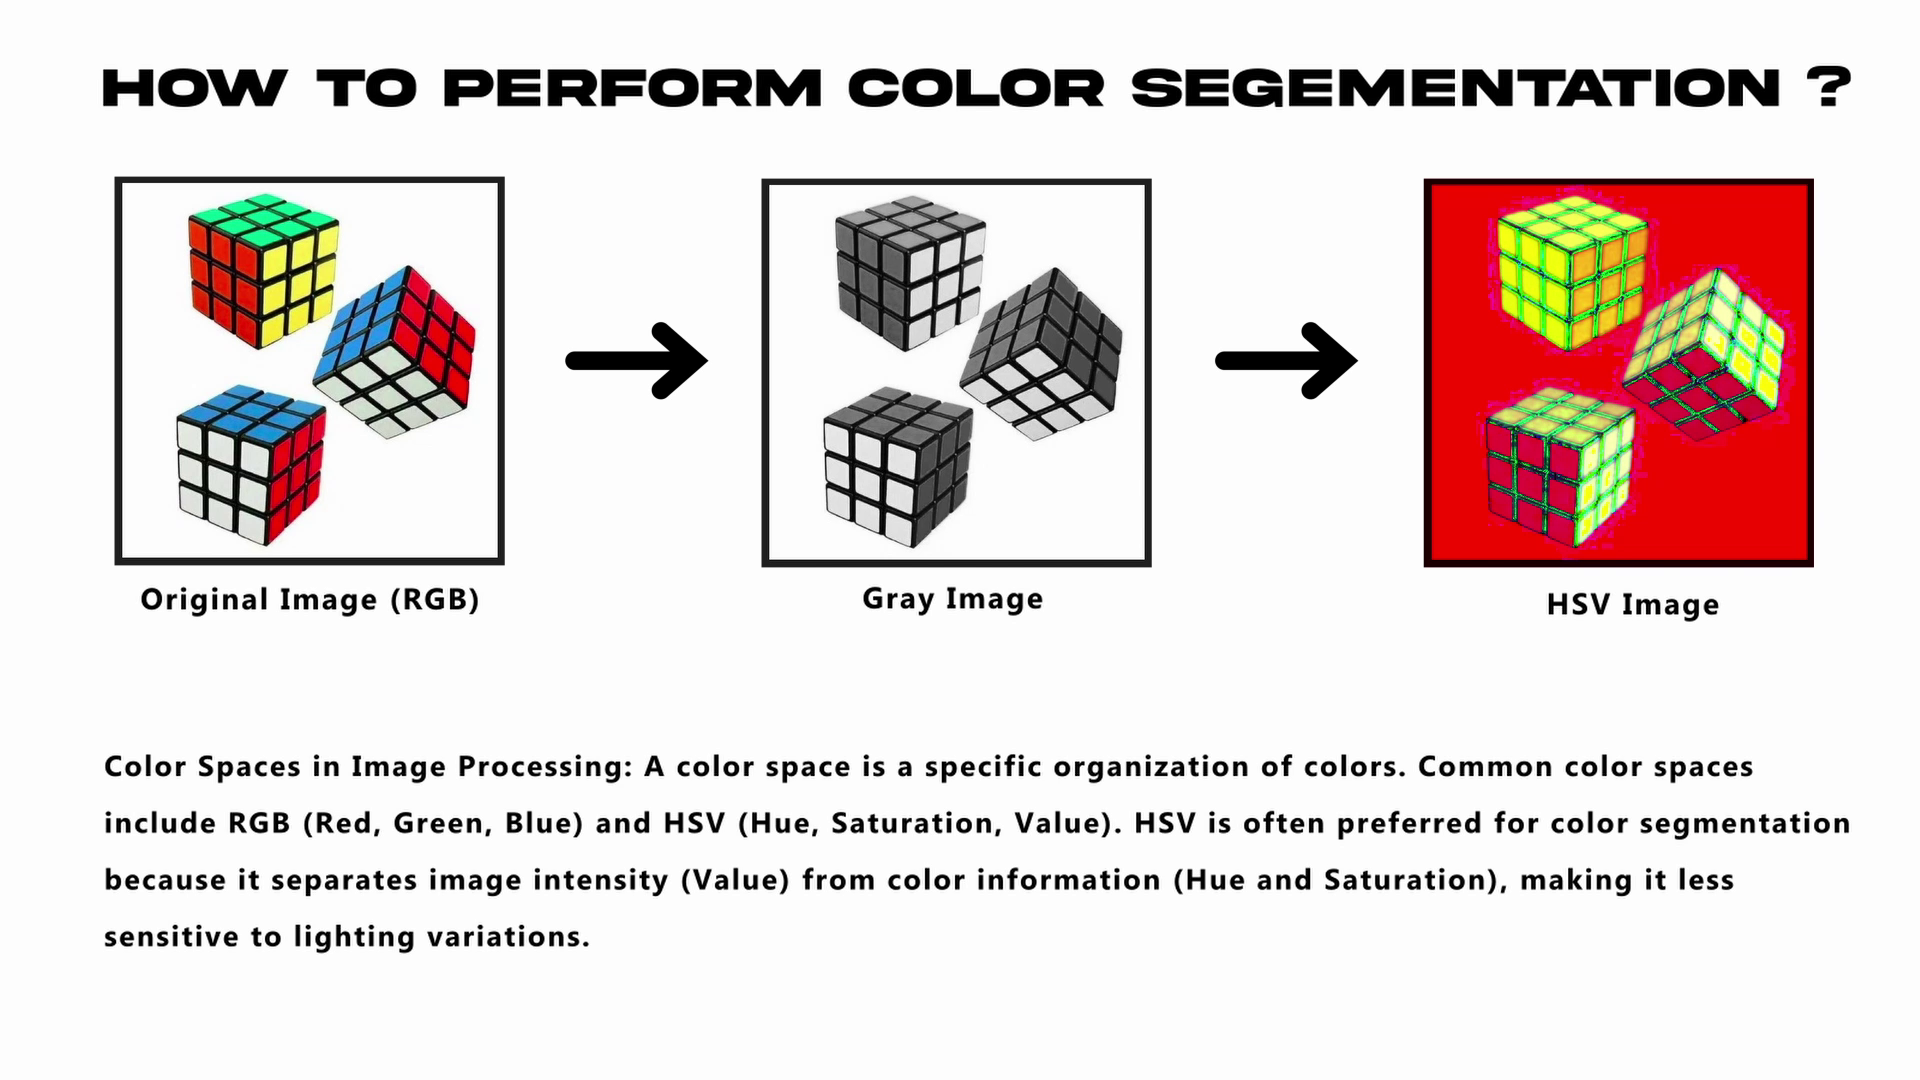 HOW TO PERFORM COLOR SEGEMENTATION ?
Original Image (RGB)
Gray Image
HSV Image
Color Spaces in Image Processing: A color space is a specific organization of colors. Common color spaces
include RGB (Red, Green, Blue) and HSV (Hue, Saturation, Value). HSV is often preferred for color segmentation
because it separates image intensity (Value) from color information (Hue and Saturation), making it less
sensitive to lighting variations.